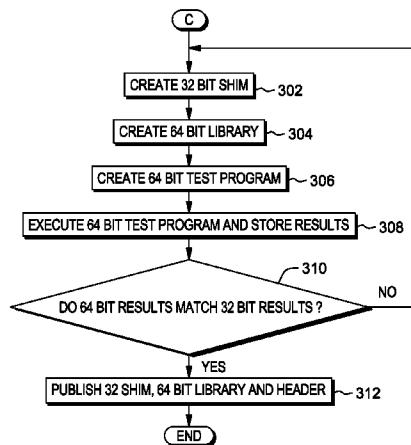 C
CREATE 32 BIT SHIM
302
CREATE 64 BIT LIBRARY
304
CREATE 64 BIT TEST PROGRAM
306
EXECUTE 64 BIT TEST PROGRAM AND STORE RESULTS
308
310
DO 64 BIT RESULTS MATCH 32 BIT RESULTS ?
NO
YES
PUBLISH 32 SHIM, 64 BIT LIBRARY AND HEADER
312
END